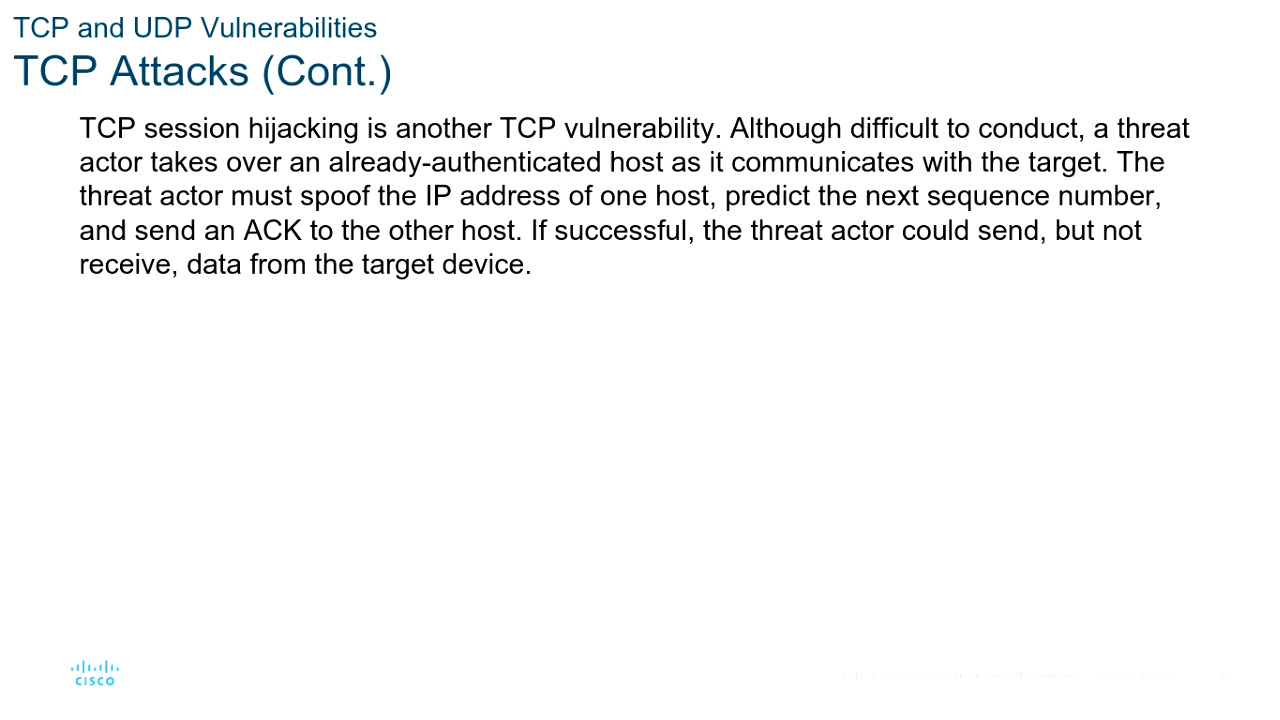 TCP and UDP Vulnerabilities
TCP Attacks (Cont.)
TCP session hijacking is another TCP vulnerability. Although difficult to conduct, a threat
actor takes over an already-authenticated host as it communicates with the target. The
threat actor must spoof the IP address of one host, predict the next sequence number,
and send an ACK to the other host. If successful, the threat actor could send, but not
receive, data from the target device.
CISCO